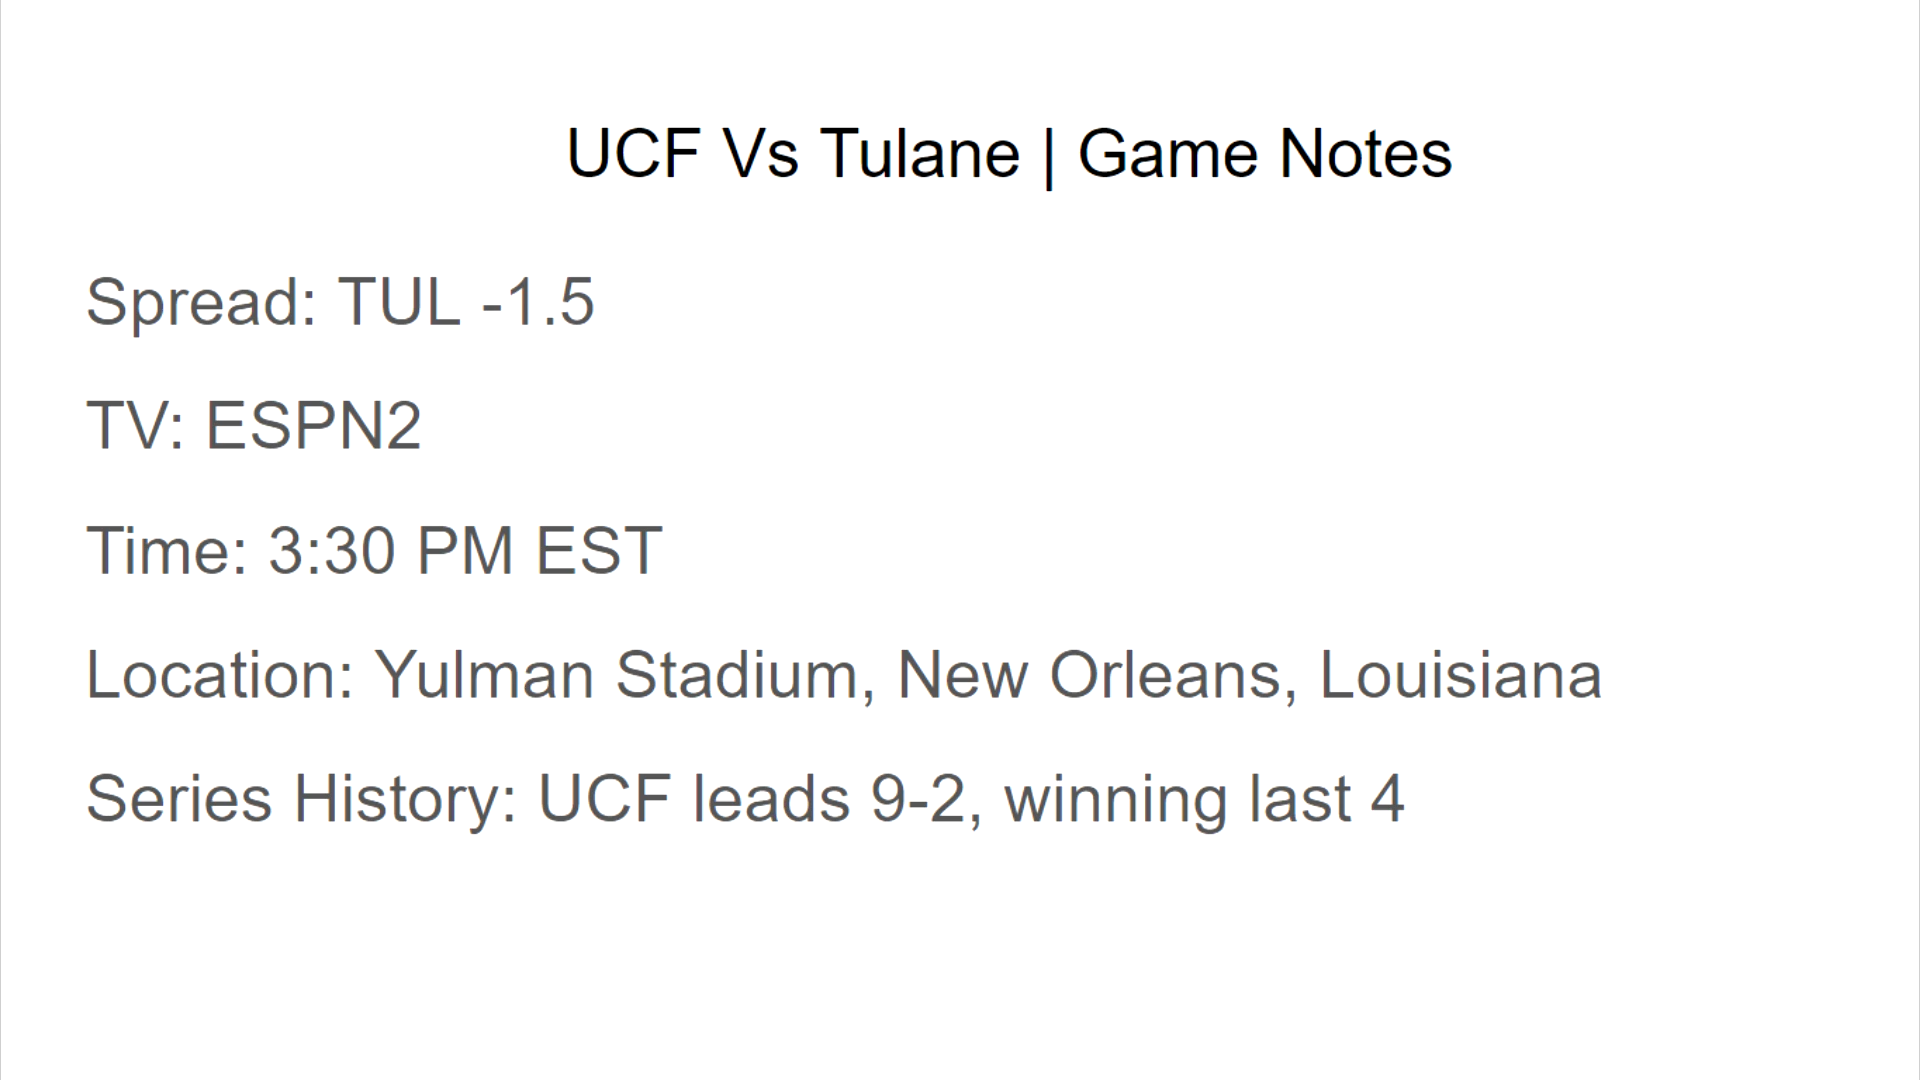 UCF Vs Tulane | Game Notes
Spread: TUL -1.5
TV: ESPN2
Time: 3:30 PM EST
Location: Yulman Stadium, New Orleans, Louisiana
Series History: UCF leads 9-2, winning last 4